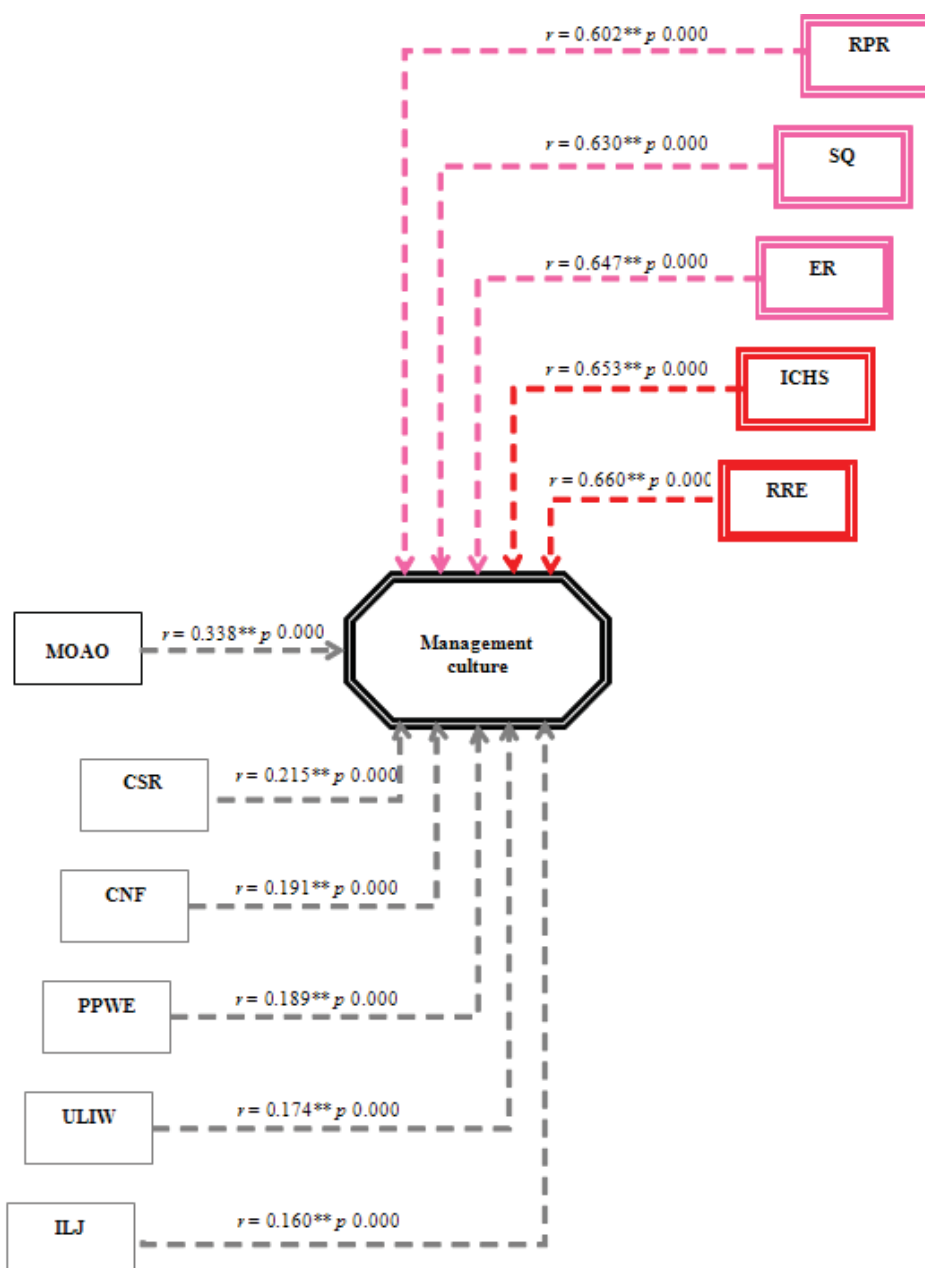 r = 0.602** p 0.000
RPR
r = 0.630** p 0.000
SQ
r = 0.647** p 0.000
ER
r = 0.653** p 0.000
ICHS
r = 0.660** p 0.000
RRE
MOAO
r = 0.338** p 0.000
Management
culture
CSR
r = 0.215** p 0.000
CNF
r = 0.191** p 0.000
PPWE
r = 0.189** p 0.000
ULIW
r = 0.174** p 0.000
ILJ
r = 0.160** p 0.000